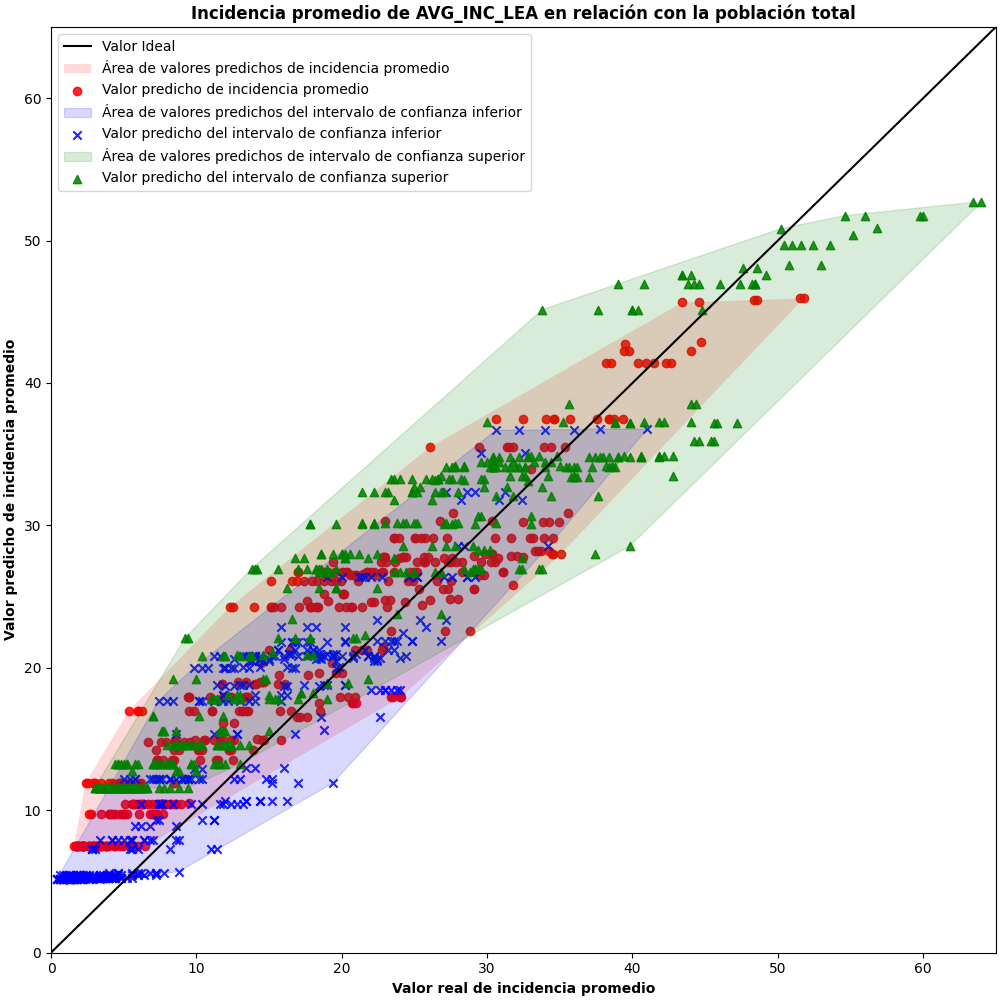 Incidencia promedio de AVG_INC_LEA en relación con la población total
Valor Ideal
Área de valores predichos de incidencia promedio
Valor predicho de incidencia promedio
Área de valores predichos del intervalo de confianza inferior
Valor predicho del intervalo de confianza inferior
Área de valores predichos de intervalo de confianza superior
Valor predicho del intervalo de confianza superior
Valor predicho de incidencia promedio
60
50
40
30
20
10
0
0 10 20 30 40 50 60
Valor real de incidencia promedio